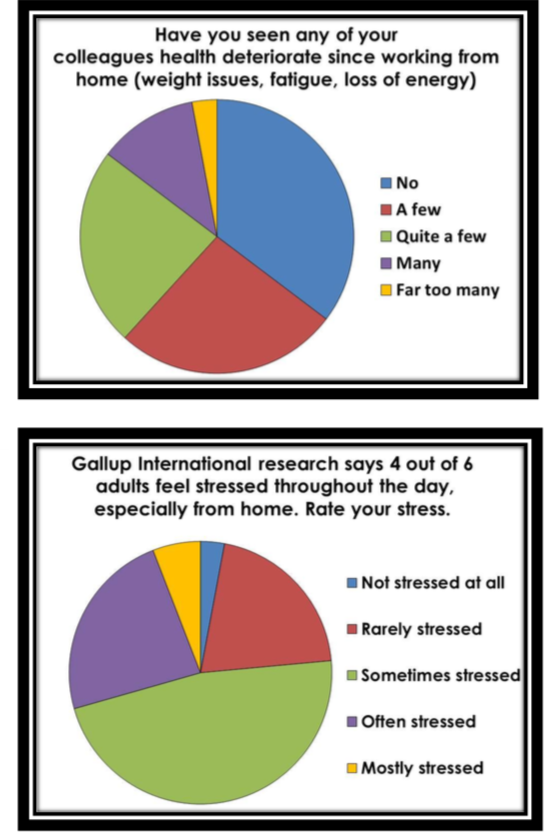 Have you seen any of your
colleagues health deteriorate since working from
home (weight issues, fatigue, loss of energy)
No
A few
Quite a few
Many
Far too many
Gallup International research says 4 out of 6
adults feel stressed throughout the day,
especially from home. Rate your stress.
Not stressed at all
Rarely stressed
Sometimes stressed
Often stressed
Mostly stressed